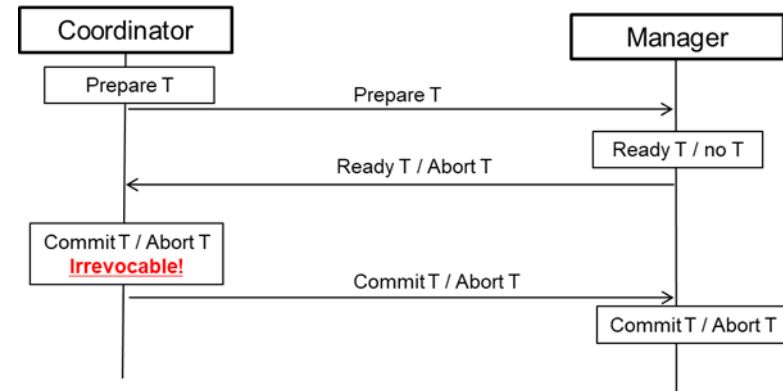 Coordinator
Manager
Prepare T
Prepare T
Ready T / no T
Ready T / Abort T
Commit T / Abort T
Irrevocable!
Commit T / Abort T
Commit T / Abort T